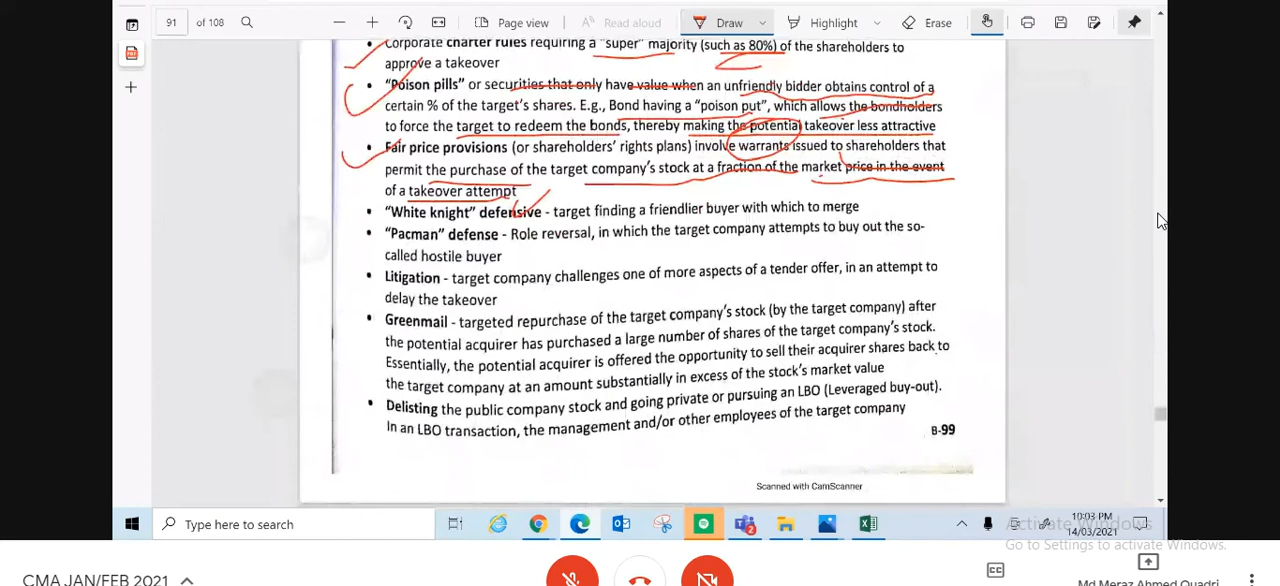 91 of 108
Page view
Read aloud
Draw
Highlight
Erase
Corporate charter rules requiring a "super" majority (such as 80%) of the shareholders to
approve a takeover
"Poison pills" or securities that only have value when an unfriendly bidder obtains control of a
certain % of the target's shares. E.g., Bond having a "poison put", which allows the bondholders
to force the target to redeem the bonds, thereby making the potential takeover less attractive
Fair price provisions (or shareholders' rights plans) involve warrants issued to shareholders that
permit the purchase of the target company's stock at a fraction of the market price in the event
of a takeover attempt
"White knight" defensive - target finding a friendlier buyer with which to merge
"Pacman" defense - Role reversal, in which the target company attempts to buy out the so-
called hostile buyer
Litigation - target company challenges one of more aspects of a tender offer, in an attempt to
delay the takeover
Greenmail - targeted repurchase of the target company's stock (by the target company) after
the potential acquirer has purchased a large number of shares of the target company's stock.
Essentially, the potential acquirer is offered the opportunity to sell their acquirer shares back to
the target company at an amount substantially in excess of the stock's market value
Delisting the public company stock and going private or pursuing an LBO (Leveraged buy-out).
In an LBO transaction, the management and/or other employees of the target company
B-99
Scanned with CamScanner
Type here to search
10:03 PM
14/03/2021
Activate Windows
Go to Settings to activate Windows.
CMA JAN/FEB 2021
Md Meraz Ahmed Quadri